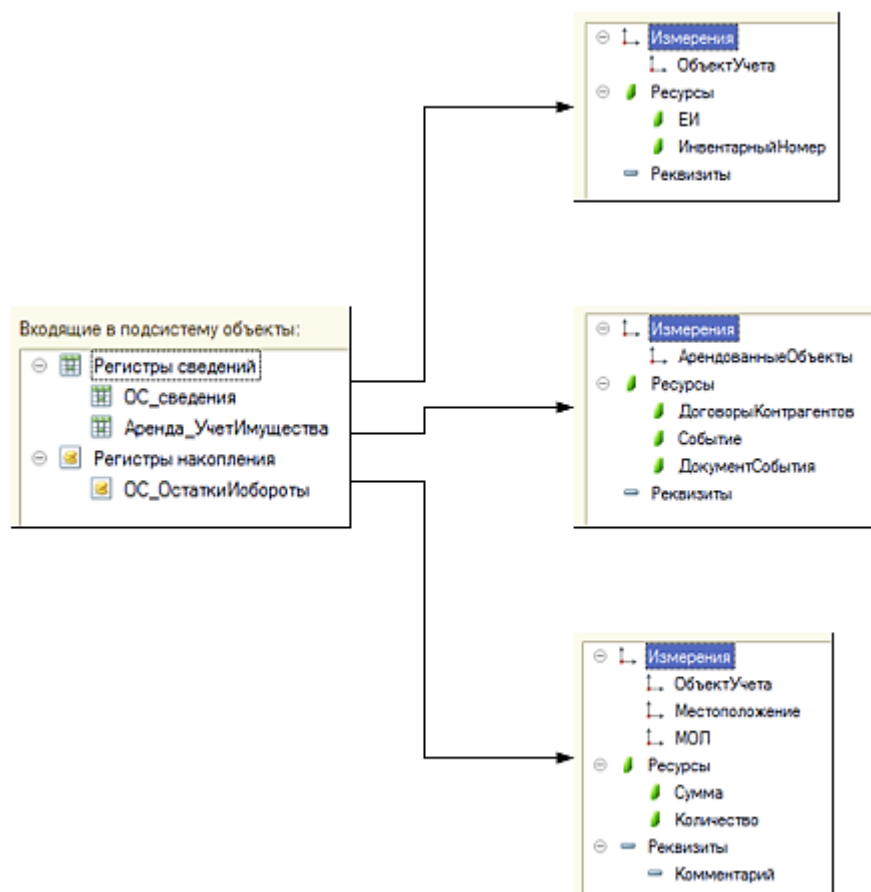 Входящие в подсистему объекты:
Регистры сведений
ОС_сведения
Аренда_УчетИмущества
Регистры накопления
ОС_ОстаткиИобороты
Измерения
ОбъектУчета
Ресурсы
ЕИ
ИнвентарныйНомер
Реквизиты
Измерения
АрендованныеОбъекты
Ресурсы
ДоговорыКонтрагентов
Событие
ДокументСобытия
Реквизиты
Измерения
ОбъектУчета
Местоположение
МОЛ
Ресурсы
Сумма
Количество
Реквизиты
Комментарий